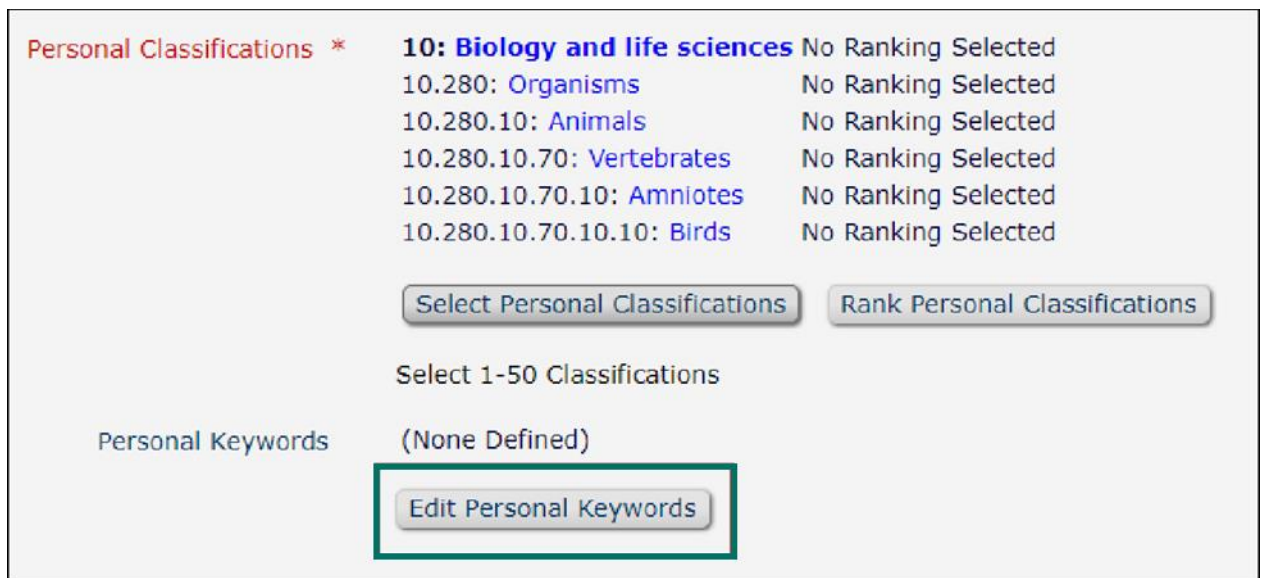 Personal Classifications * 10: Biology and life sciences No Ranking Selected
10.280: Organisms No Ranking Selected
10.280.10: Animals No Ranking Selected
10.280.10.70: Vertebrates No Ranking Selected
10.280.10.70.10: Amniotes No Ranking Selected
10.280.10.70.10.10: Birds No Ranking Selected
Select Personal Classifications Rank Personal Classifications
Select 1-50 Classifications
Personal Keywords (None Defined)
Edit Personal Keywords